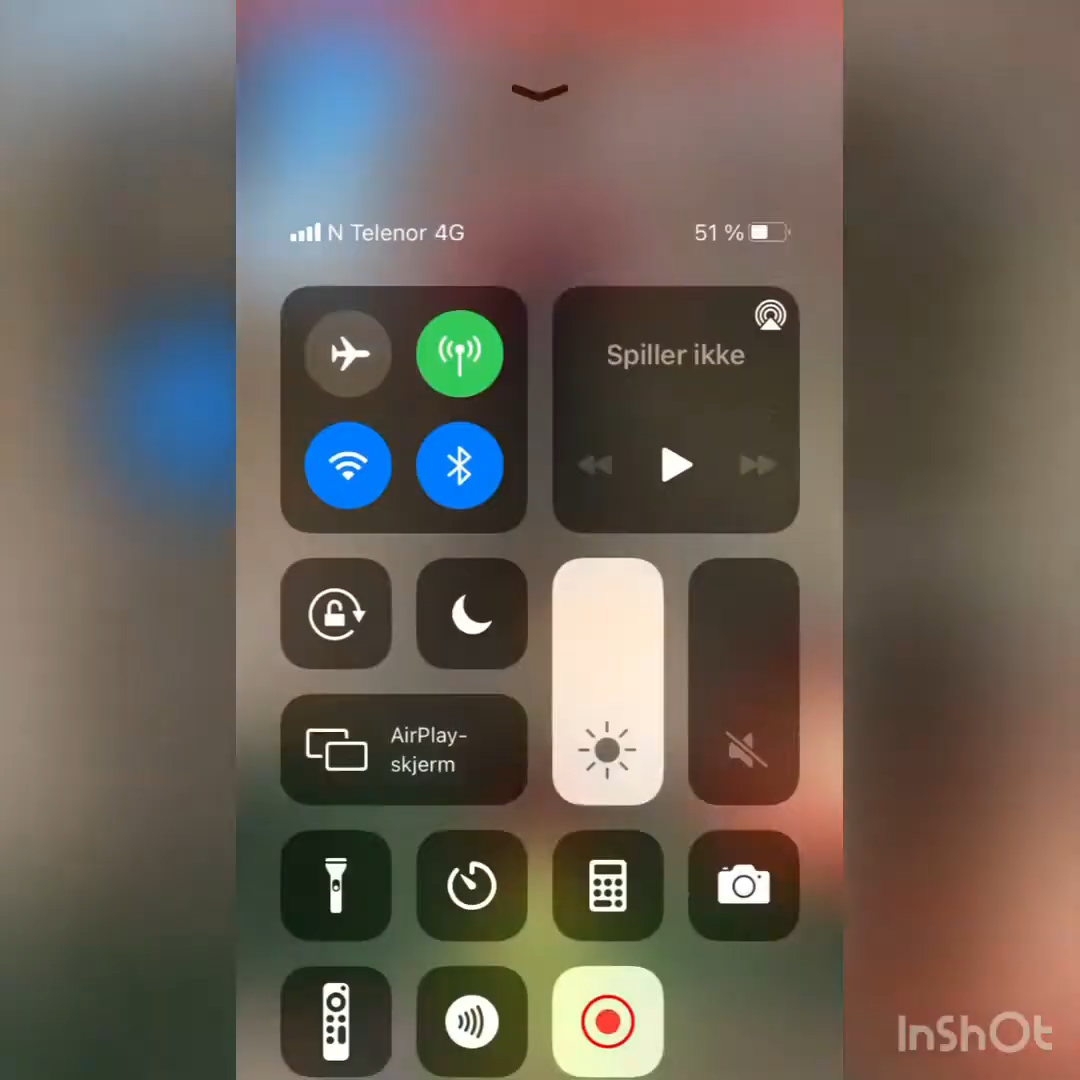 N Telenor 4G
51 %
Spiller ikke
AirPlay-
skjerm
InShOt